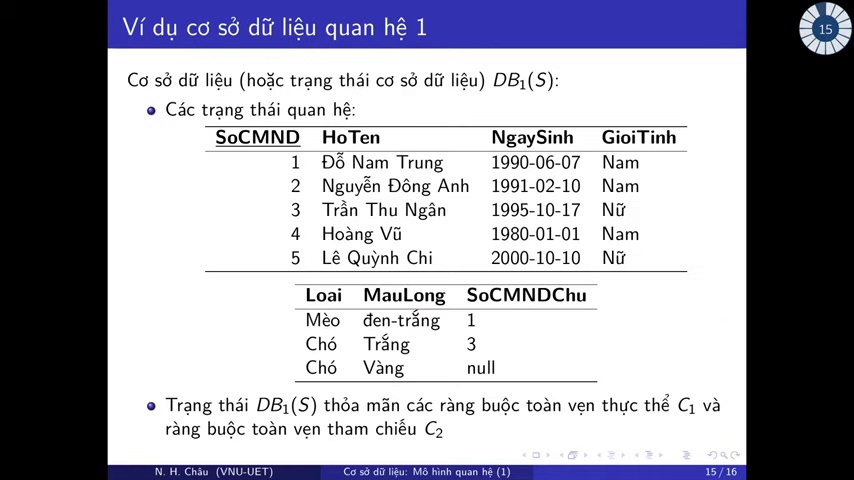 Ví dụ cơ sở dữ liệu quan hệ 1
15
Cơ sở dữ liệu (hoặc trạng thái cơ sở dữ liệu) DB₁(S):
Các trạng thái quan hệ:
SoCMND HoTen NgaySinh GioiTinh
1 Đỗ Nam Trung 1990-06-07 Nam
2 Nguyễn Đông Anh 1991-02-10 Nam
3 Trần Thu Ngân 1995-10-17 Nữ
4 Hoàng Vũ 1980-01-01 Nam
5 Lê Quỳnh Chi 2000-10-10 Nữ
Loai MauLong SoCMNDChu
Mèo đen-trắng 1
Chó Trắng 3
Chó Vàng null
Trạng thái DB₁(S) thỏa mãn các ràng buộc toàn vẹn thực thể C₁ và
ràng buộc toàn vẹn tham chiếu C₂
N. H. Châu (VNU-UET) Cơ sở dữ liệu: Mô hình quan hệ (1) 15 / 16